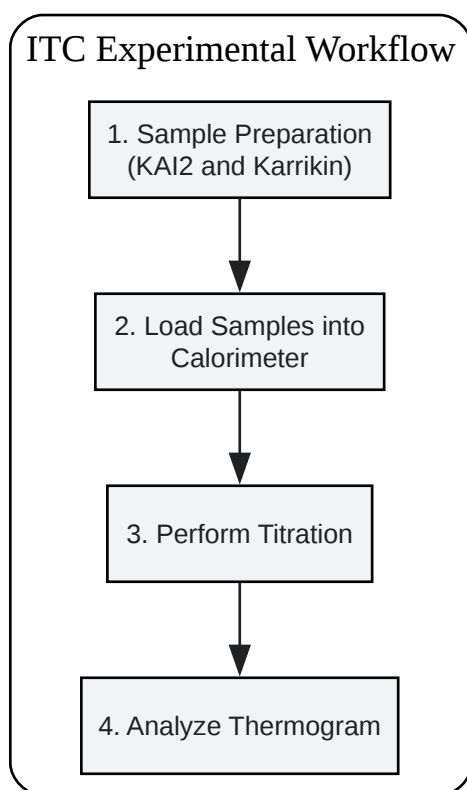 ITC Experimental Workflow
1. Sample Preparation
(KAI2 and Karrikin)
2. Load Samples into
Calorimeter
3. Perform Titration
4. Analyze Thermogram